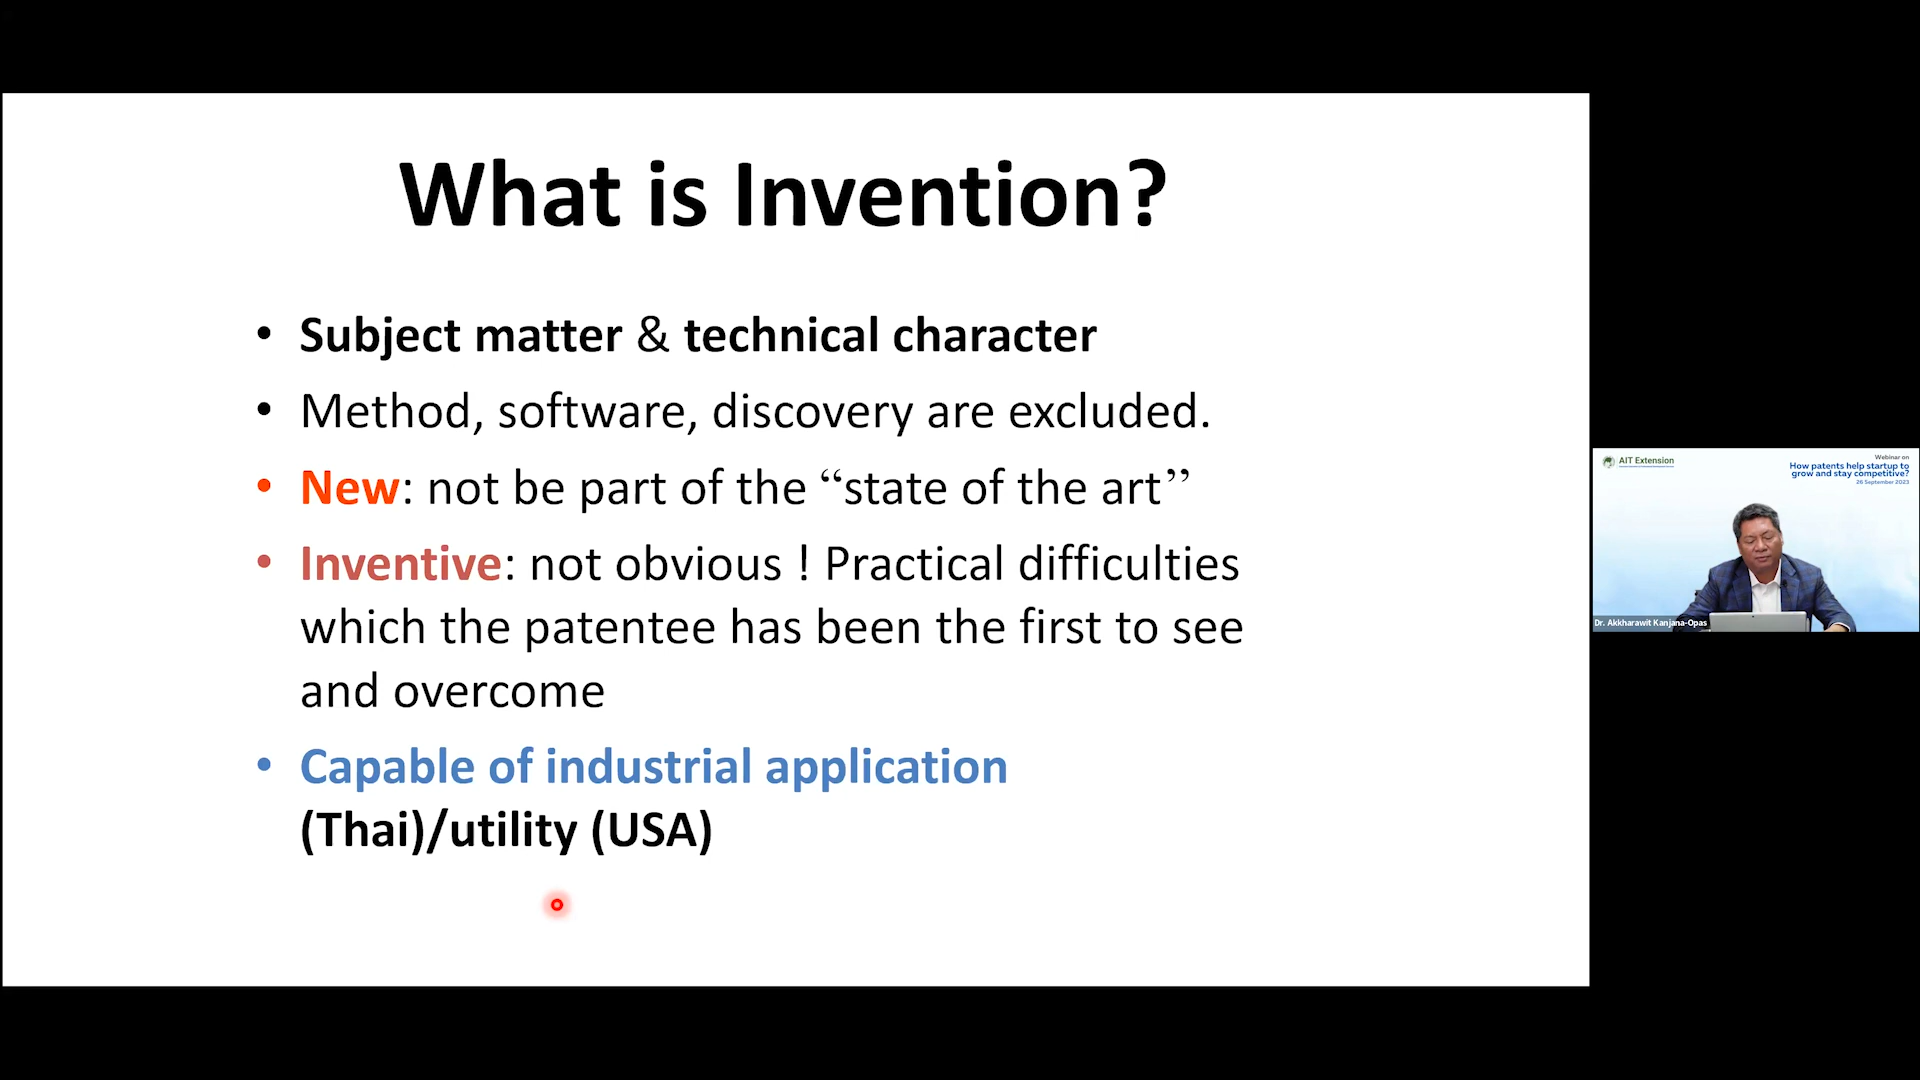 What is Invention?
• Subject matter & technical character
• Method, software, discovery are excluded.
• New: not be part of the “state of the art”
• Inventive: not obvious ! Practical difficulties
which the patentee has been the first to see
and overcome
• Capable of industrial application
(Thai)/utility (USA)
AIT Extension
Webinar on
How patents help startup to
grow and stay competitive?
26 September 2023
Dr. Akkharawit Kanjana-Opas